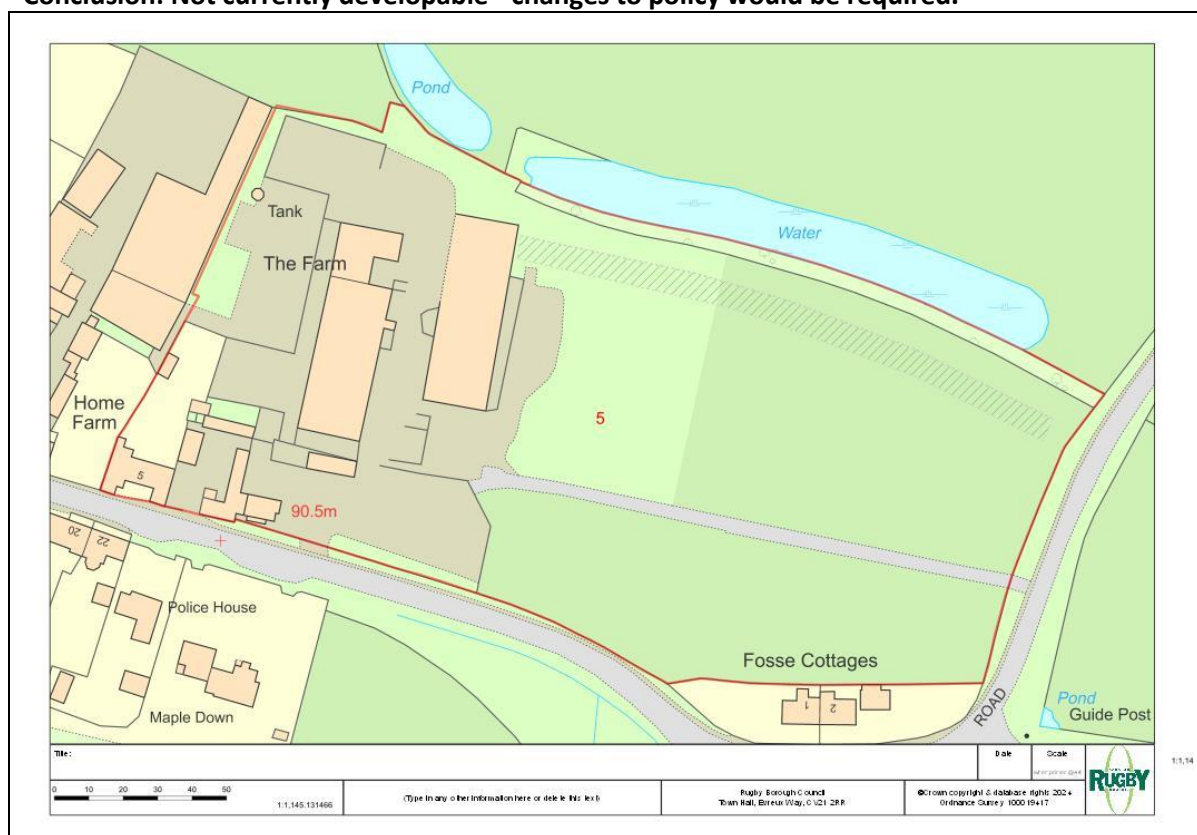 Conclusion: Not currently developable - changes to policy would be required.
Pond
Tank
The Farm
Water
Home
Farm
5
5
90.5m
20
22
Police House
Maple Down
Fosse Cottages
1
2
ROAD
Pond
Guide Post
Title:
Date
Scale
0 10 20 30 40 50
1:1,145.131466
(Type in any other information here or delete this text)
Rugby Borough Council
Town Hall, Evreux Way, CV21 2RR
©Crown copyright & database rights 2024
Ordnance Survey 100019417
RUGBY
1:1,14